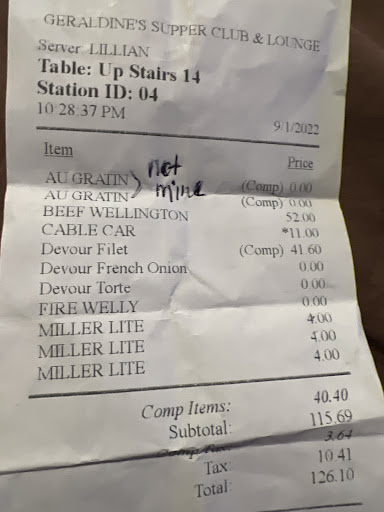 GERALDINE'S SUPPER CLUB & LOUNGE
Server LILLIAN
Table: Up Stairs 14
Station ID: 04
10:28:37 PM 9/1/2022
Item Price
AU GRATIN (Comp) 0.00
AU GRATIN (Comp) 0.00
not
mine
BEEF WELLINGTON 52.00
CABLE CAR *11.00
Devour Filet (Comp) 41.60
Devour French Onion 0.00
Devour Torte 0.00
FIRE WELLY 0.00
MILLER LITE 4.00
MILLER LITE 4.00
MILLER LITE 4.00
Comp Items: 40.40
Subtotal: 115.69
Comp Tax: 3.64
Tax: 10.41
Total: 126.10